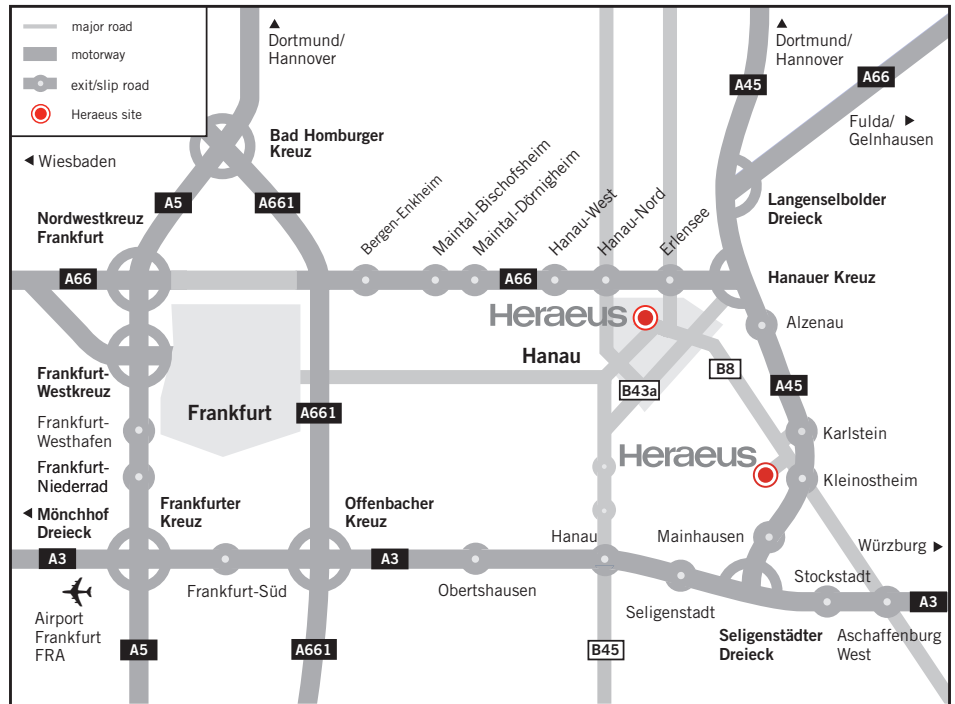 major road
motorway
exit/slip road
Heraeus site
Dortmund/
Hannover
Dortmund/
Hannover
A45
A66
Fulda/
Gelnhausen
Bad Homburger
Kreuz
Wiesbaden
A5
A661
Nordwestkreuz
Frankfurt
Bergen-Enkheim
Maintal-Bischofsheim
Maintal-Dörnigheim
Hanau-West
Hanau-Nord
Erlensee
Langenselbolder
Dreieck
A66
A66
Hanauer Kreuz
Heraeus
Alzenau
Hanau
Frankfurt-
Westkreuz
B8
B43a
A45
Frankfurt
A661
Frankfurt-
Westhafen
Karlstein
Heraeus
Frankfurt-
Niederrad
Kleinostheim
Mönchhof
Dreieck
Frankfurter
Kreuz
Offenbacher
Kreuz
Hanau
Mainhausen
Würzburg
A3
A3
Frankfurt-Süd
Obertshausen
Stockstadt
A3
Seligenstadt
Airport
Frankfurt
FRA
A5
A661
B45
Seligenstädter
Dreieck
Aschaffenburg
West